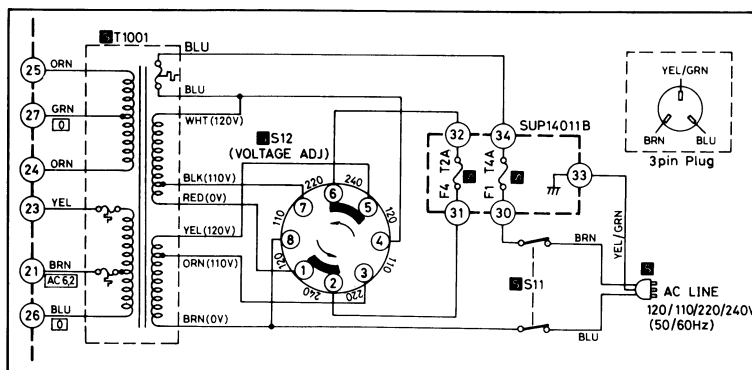 S T1001
BLU
25 ORN
27 GRN
0
24 ORN
23 YEL
21 BRN
AC 6,2
26 BLU
0
BLU
WHT (120V)
BLK (110V)
RED (0V)
YEL (120V)
ORN (110V)
BRN (0V)
S S12
(VOLTAGE ADJ)
220
240
120
110
220
240
120
110
6
5
4
3
2
1
8
7
32
34
SUP14011B
F4 T2A S
F1 T4A S
33
31
30
YEL/GRN
BRN
BLU
3pin Plug
YEL/GRN
BRN
S S11
BLU
S
AC LINE
120/110/220/240V
(50/60Hz)